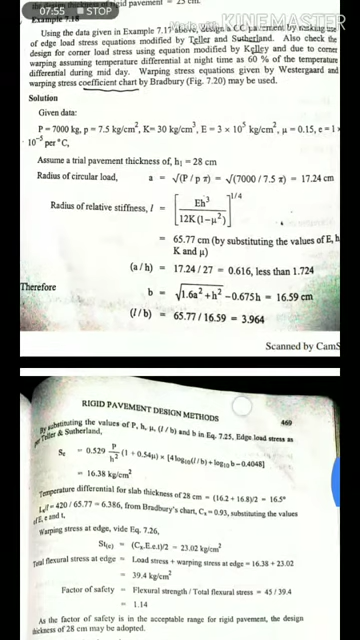 07:55 STOP
Made with KINEMASTER
the design thickness of rigid pavement = 23 cm.
Example 7.18
Using the data given in Example 7.17 above, design a CC pavement by making use
of edge load stress equations modified by Teller and Sutherland. Also check the
design for corner load stress using equation modified by Kelley and due to corner
warping assuming temperature differential at night time as 60 % of the temperature
differential during mid day. Warping stress equations given by Westergaard and
warping stress coefficient chart by Bradbury (Fig. 7.20) may be used.
Solution
Given data:
P = 7000 kg, p = 7.5 kg/cm², K= 30 kg/cm³, E = 3 × 10⁵ kg/cm², μ = 0.15, e = 1 ×
10⁻⁵ per °C,
Assume a trial pavement thickness of, h₁ = 28 cm
Radius of circular load, a = √(P / p π) = √(7000 / 7.5 π) = 17.24 cm
Radius of relative stiffness, l = [Eh³ / 12K (1–μ²)]^1/4
= 65.77 cm (by substituting the values of E, h
K and μ)
(a/h) = 17.24 / 27 = 0.616, less than 1.724
Therefore b = √1.6a² + h² – 0.675h = 16.59 cm
(l / b) = 65.77 / 16.59 = 3.964
Scanned by CamS
RIGID PAVEMENT DESIGN METHODS 469
By substituting the values of P, h, μ, (l / b) and b in Eq. 7.25, Edge load stress as
per Teller & Sutherland,
Sₑ = 0.529 P/h² (1 + 0.54μ) × [4 log₁₀(l / b) + log₁₀ b – 0.4048]
= 16.38 kg/cm²
Temperature differential for slab thickness of 28 cm = (16.2 + 16.8)/2 = 16.5°
/l = 420 / 65.77 = 6.386, from Bradbury's chart, Cₓ = 0.93, substituting the values
of E, e and t,
Warping stress at edge, vide Eq. 7.26,
St₍ₑ₎ = (Cₓ.E.e.t)/2 = 23.02 kg/cm²
Total flexural stress at edge = Load stress + warping stress at edge = 16.38 + 23.02
= 39.4 kg/cm²
Factor of safety = Flexural strength / Total flexural stress = 45 / 39.4
= 1.14
As the factor of safety is in the acceptable range for rigid pavement, the design
thickness of 28 cm may be adopted.